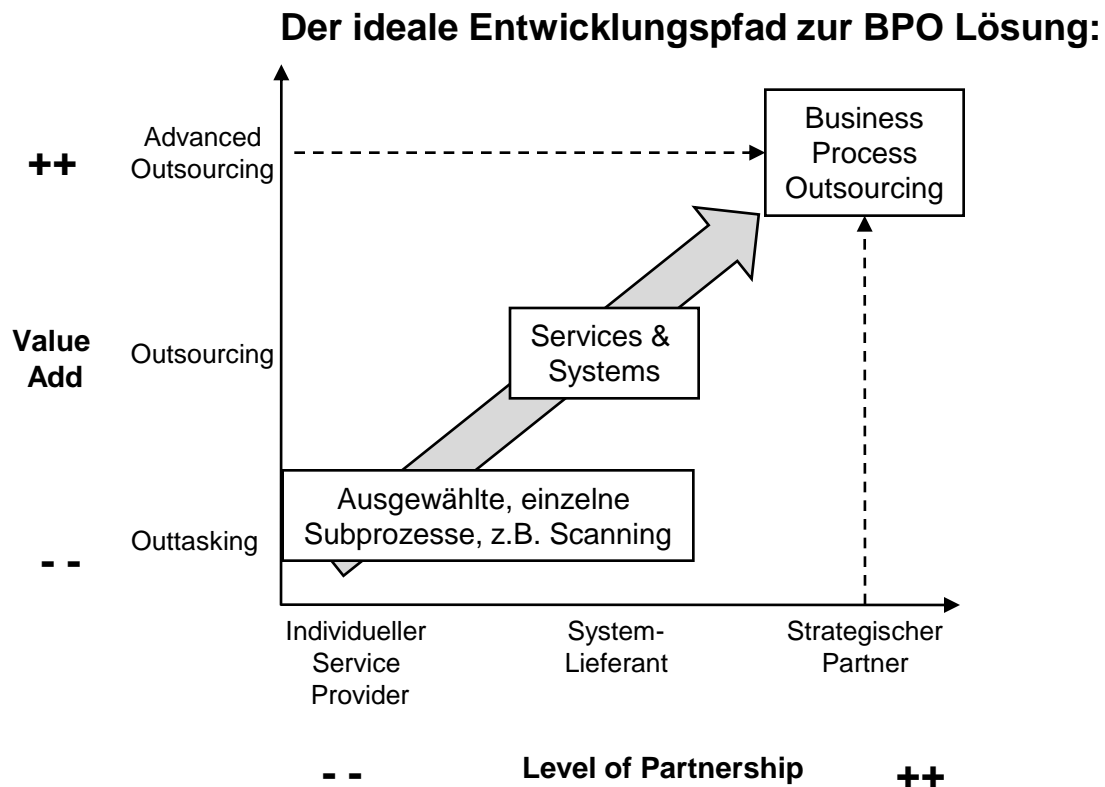 Der ideale Entwicklungspfad zur BPO Lösung:
++
Advanced
Outsourcing
Business
Process
Outsourcing
Value
Add
Outsourcing
Services &
Systems
- -
Outtasking
Ausgewählte, einzelne
Subprozesse, z.B. Scanning
Individueller
Service
Provider
System-
Lieferant
Strategischer
Partner
- -
Level of Partnership
++